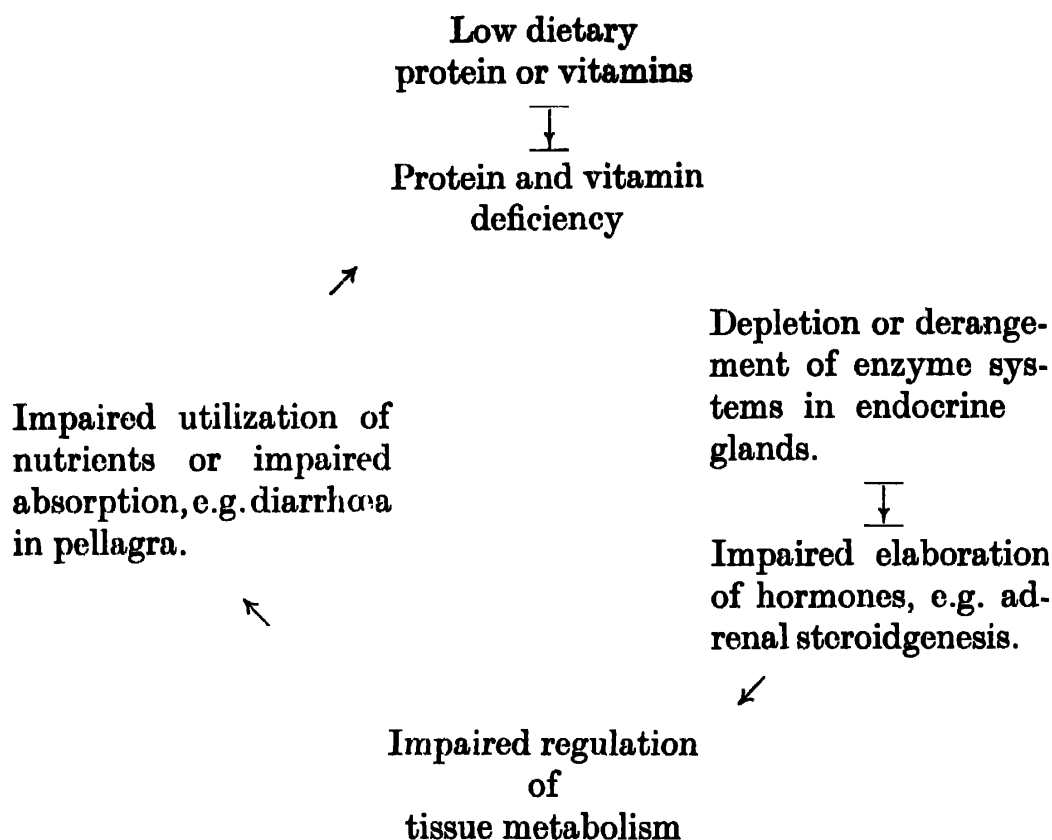 Low dietary
protein or vitamins
Protein and vitamin
deficiency
Depletion or derange-
ment of enzyme sys-
tems in endocrine
glands.
Impaired utilization of
nutrients or impaired
absorption, e.g. diarrhœa
in pellagra.
Impaired elaboration
of hormones, e.g. ad-
renal steroidgenesis.
Impaired regulation
of
tissue metabolism